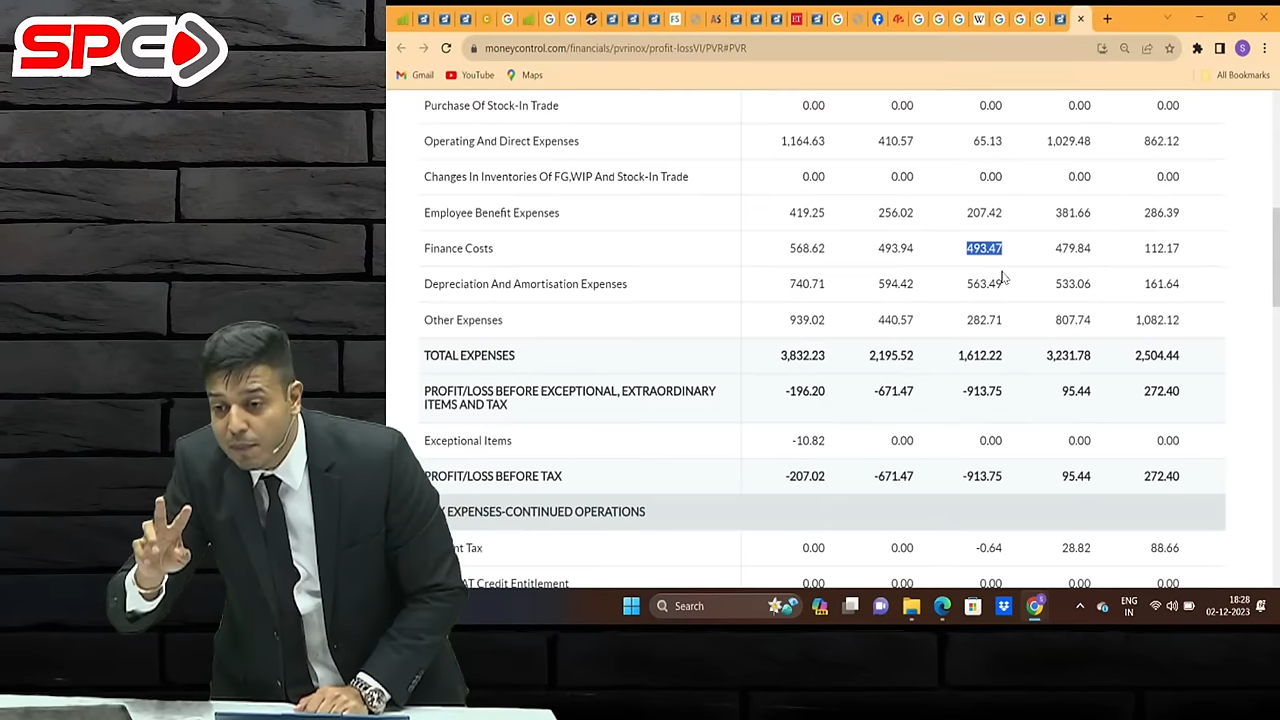 SPC
moneycontrol.com/financials/pvrinox/profit-lossVI/PVR#PVR
Gmail YouTube Maps All Bookmarks
Purchase Of Stock-In Trade 0.00 0.00 0.00 0.00 0.00
Operating And Direct Expenses 1,164.63 410.57 65.13 1,029.48 862.12
Changes In Inventories Of FG,WIP And Stock-In Trade 0.00 0.00 0.00 0.00 0.00
Employee Benefit Expenses 419.25 256.02 207.42 381.66 286.39
Finance Costs 568.62 493.94 493.47 479.84 112.17
Depreciation And Amortisation Expenses 740.71 594.42 563.49 533.06 161.64
Other Expenses 939.02 440.57 282.71 807.74 1,082.12
TOTAL EXPENSES 3,832.23 2,195.52 1,612.22 3,231.78 2,504.44
PROFIT/LOSS BEFORE EXCEPTIONAL, EXTRAORDINARY -196.20 -671.47 -913.75 95.44 272.40
ITEMS AND TAX
Exceptional Items -10.82 0.00 0.00 0.00 0.00
PROFIT/LOSS BEFORE TAX -207.02 -671.47 -913.75 95.44 272.40
EXPENSES-CONTINUED OPERATIONS
nt Tax 0.00 0.00 -0.64 28.82 88.66
AT Credit Entitlement 0.00 0.00 0.00 0.00 0.00
Search
ENG
IN
18:28
02-12-2023